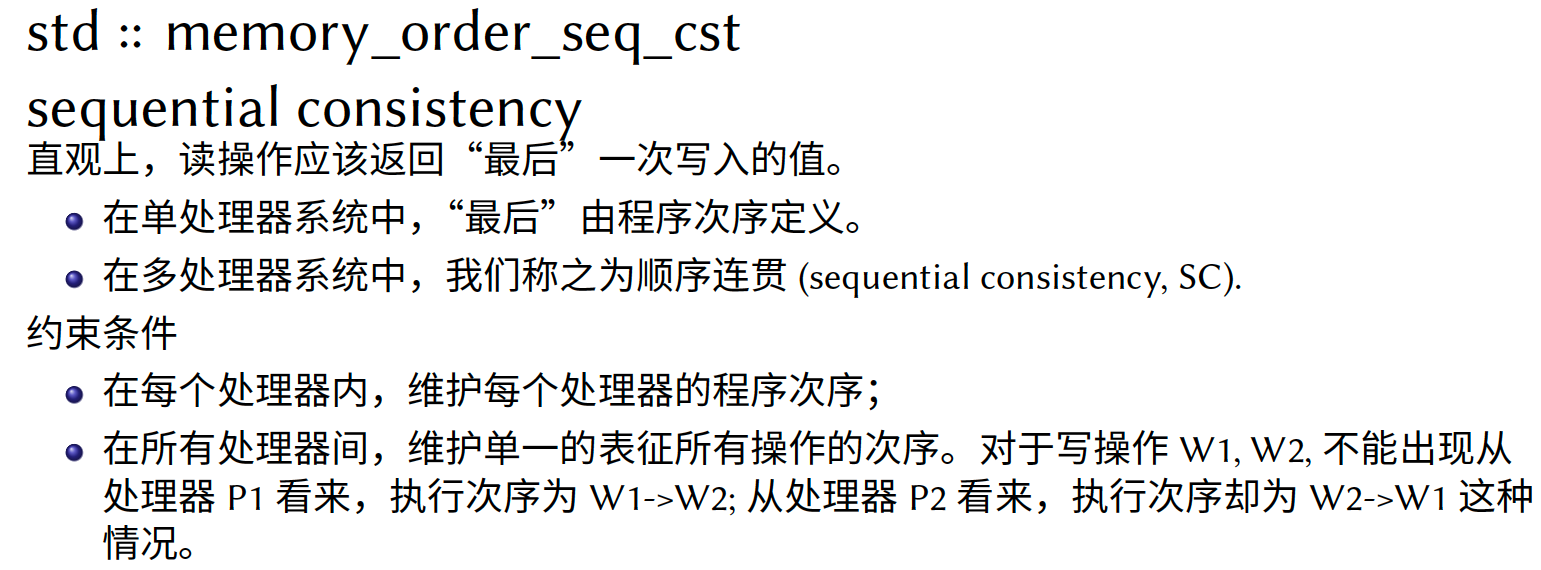 std :: memory_order_seq_cst
sequential consistency
直观上，读操作应该返回“最后”一次写入的值。
在单处理器系统中，“最后”由程序次序定义。
在多处理器系统中，我们称之为顺序连贯 (sequential consistency, SC).
约束条件
在每个处理器内，维护每个处理器的程序次序；
在所有处理器间，维护单一的表征所有操作的次序。对于写操作 W1, W2, 不能出现从
处理器 P1 看来，执行次序为 W1->W2; 从处理器 P2 看来，执行次序却为 W2->W1 这种
情况。